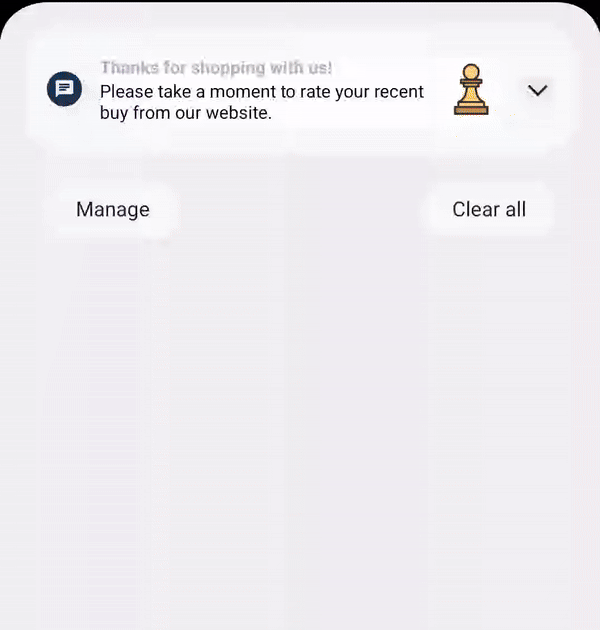 Thanks for shopping with us!
Please take a moment to rate your recent
buy from our website.
Manage
Clear all